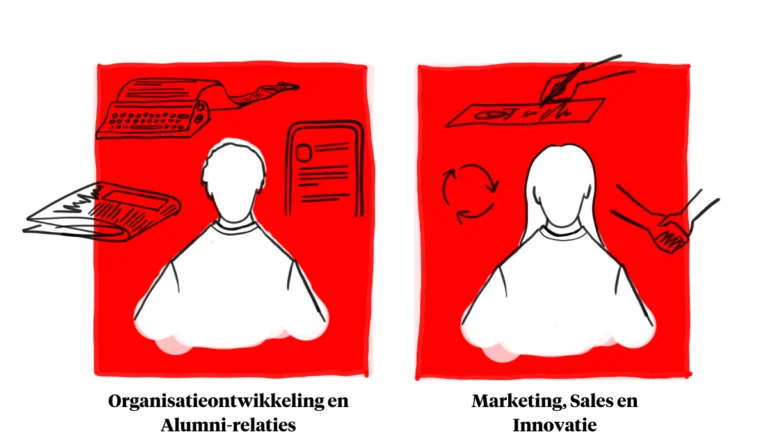 Organisatieontwikkeling en
Alumni-relaties
Marketing, Sales en
Innovatie